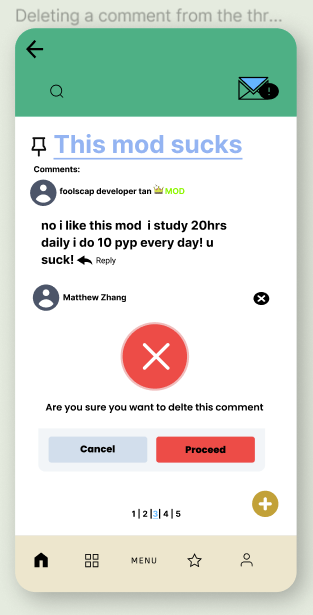 Deleting a comment from the thr...
This mod sucks
Comments:
foolscap developer tan MOD
no i like this mod i study 20hrs
daily i do 10 pyp every day! u
suck! Reply
Matthew Zhang
Are you sure you want to delte this comment
Cancel Proceed
1 | 2 | 3 | 4 | 5
MENU